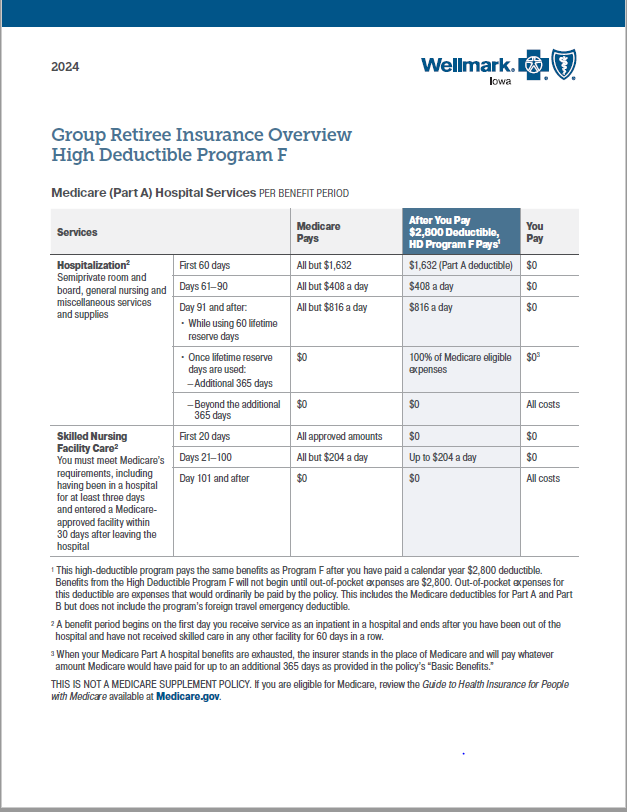 2024
Wellmark.
Iowa
Group Retiree Insurance Overview
High Deductible Program F
Medicare (Part A) Hospital Services PER BENEFIT PERIOD
Services
Medicare
Pays
After You Pay
$2,800 Deductible,
HD Program F Pays¹
You
Pay
Hospitalization²
Semiprivate room and
board, general nursing and
miscellaneous services
and supplies
First 60 days
All but $1,632
$1,632 (Part A deductible)
$0
Days 61–90
All but $408 a day
$408 a day
$0
Day 91 and after:
• While using 60 lifetime
reserve days
All but $816 a day
$816 a day
$0
• Once lifetime reserve
days are used:
– Additional 365 days
$0
100% of Medicare eligible
expenses
$0³
– Beyond the additional
365 days
$0
$0
All costs
Skilled Nursing
Facility Care²
You must meet Medicare's
requirements, including
having been in a hospital
for at least three days
and entered a Medicare-
approved facility within
30 days after leaving the
hospital
First 20 days
All approved amounts
$0
$0
Days 21–100
All but $204 a day
Up to $204 a day
$0
Day 101 and after
$0
$0
All costs
¹ This high-deductible program pays the same benefits as Program F after you have paid a calendar year $2,800 deductible.
Benefits from the High Deductible Program F will not begin until out-of-pocket expenses are $2,800. Out-of-pocket expenses for
this deductible are expenses that would ordinarily be paid by the policy. This includes the Medicare deductibles for Part A and Part
B but does not include the program's foreign travel emergency deductible.
² A benefit period begins on the first day you receive service as an inpatient in a hospital and ends after you have been out of the
hospital and have not received skilled care in any other facility for 60 days in a row.
³ When your Medicare Part A hospital benefits are exhausted, the insurer stands in the place of Medicare and will pay whatever
amount Medicare would have paid for up to an additional 365 days as provided in the policy's "Basic Benefits."
THIS IS NOT A MEDICARE SUPPLEMENT POLICY. If you are eligible for Medicare, review the Guide to Health Insurance for People
with Medicare available at Medicare.gov.